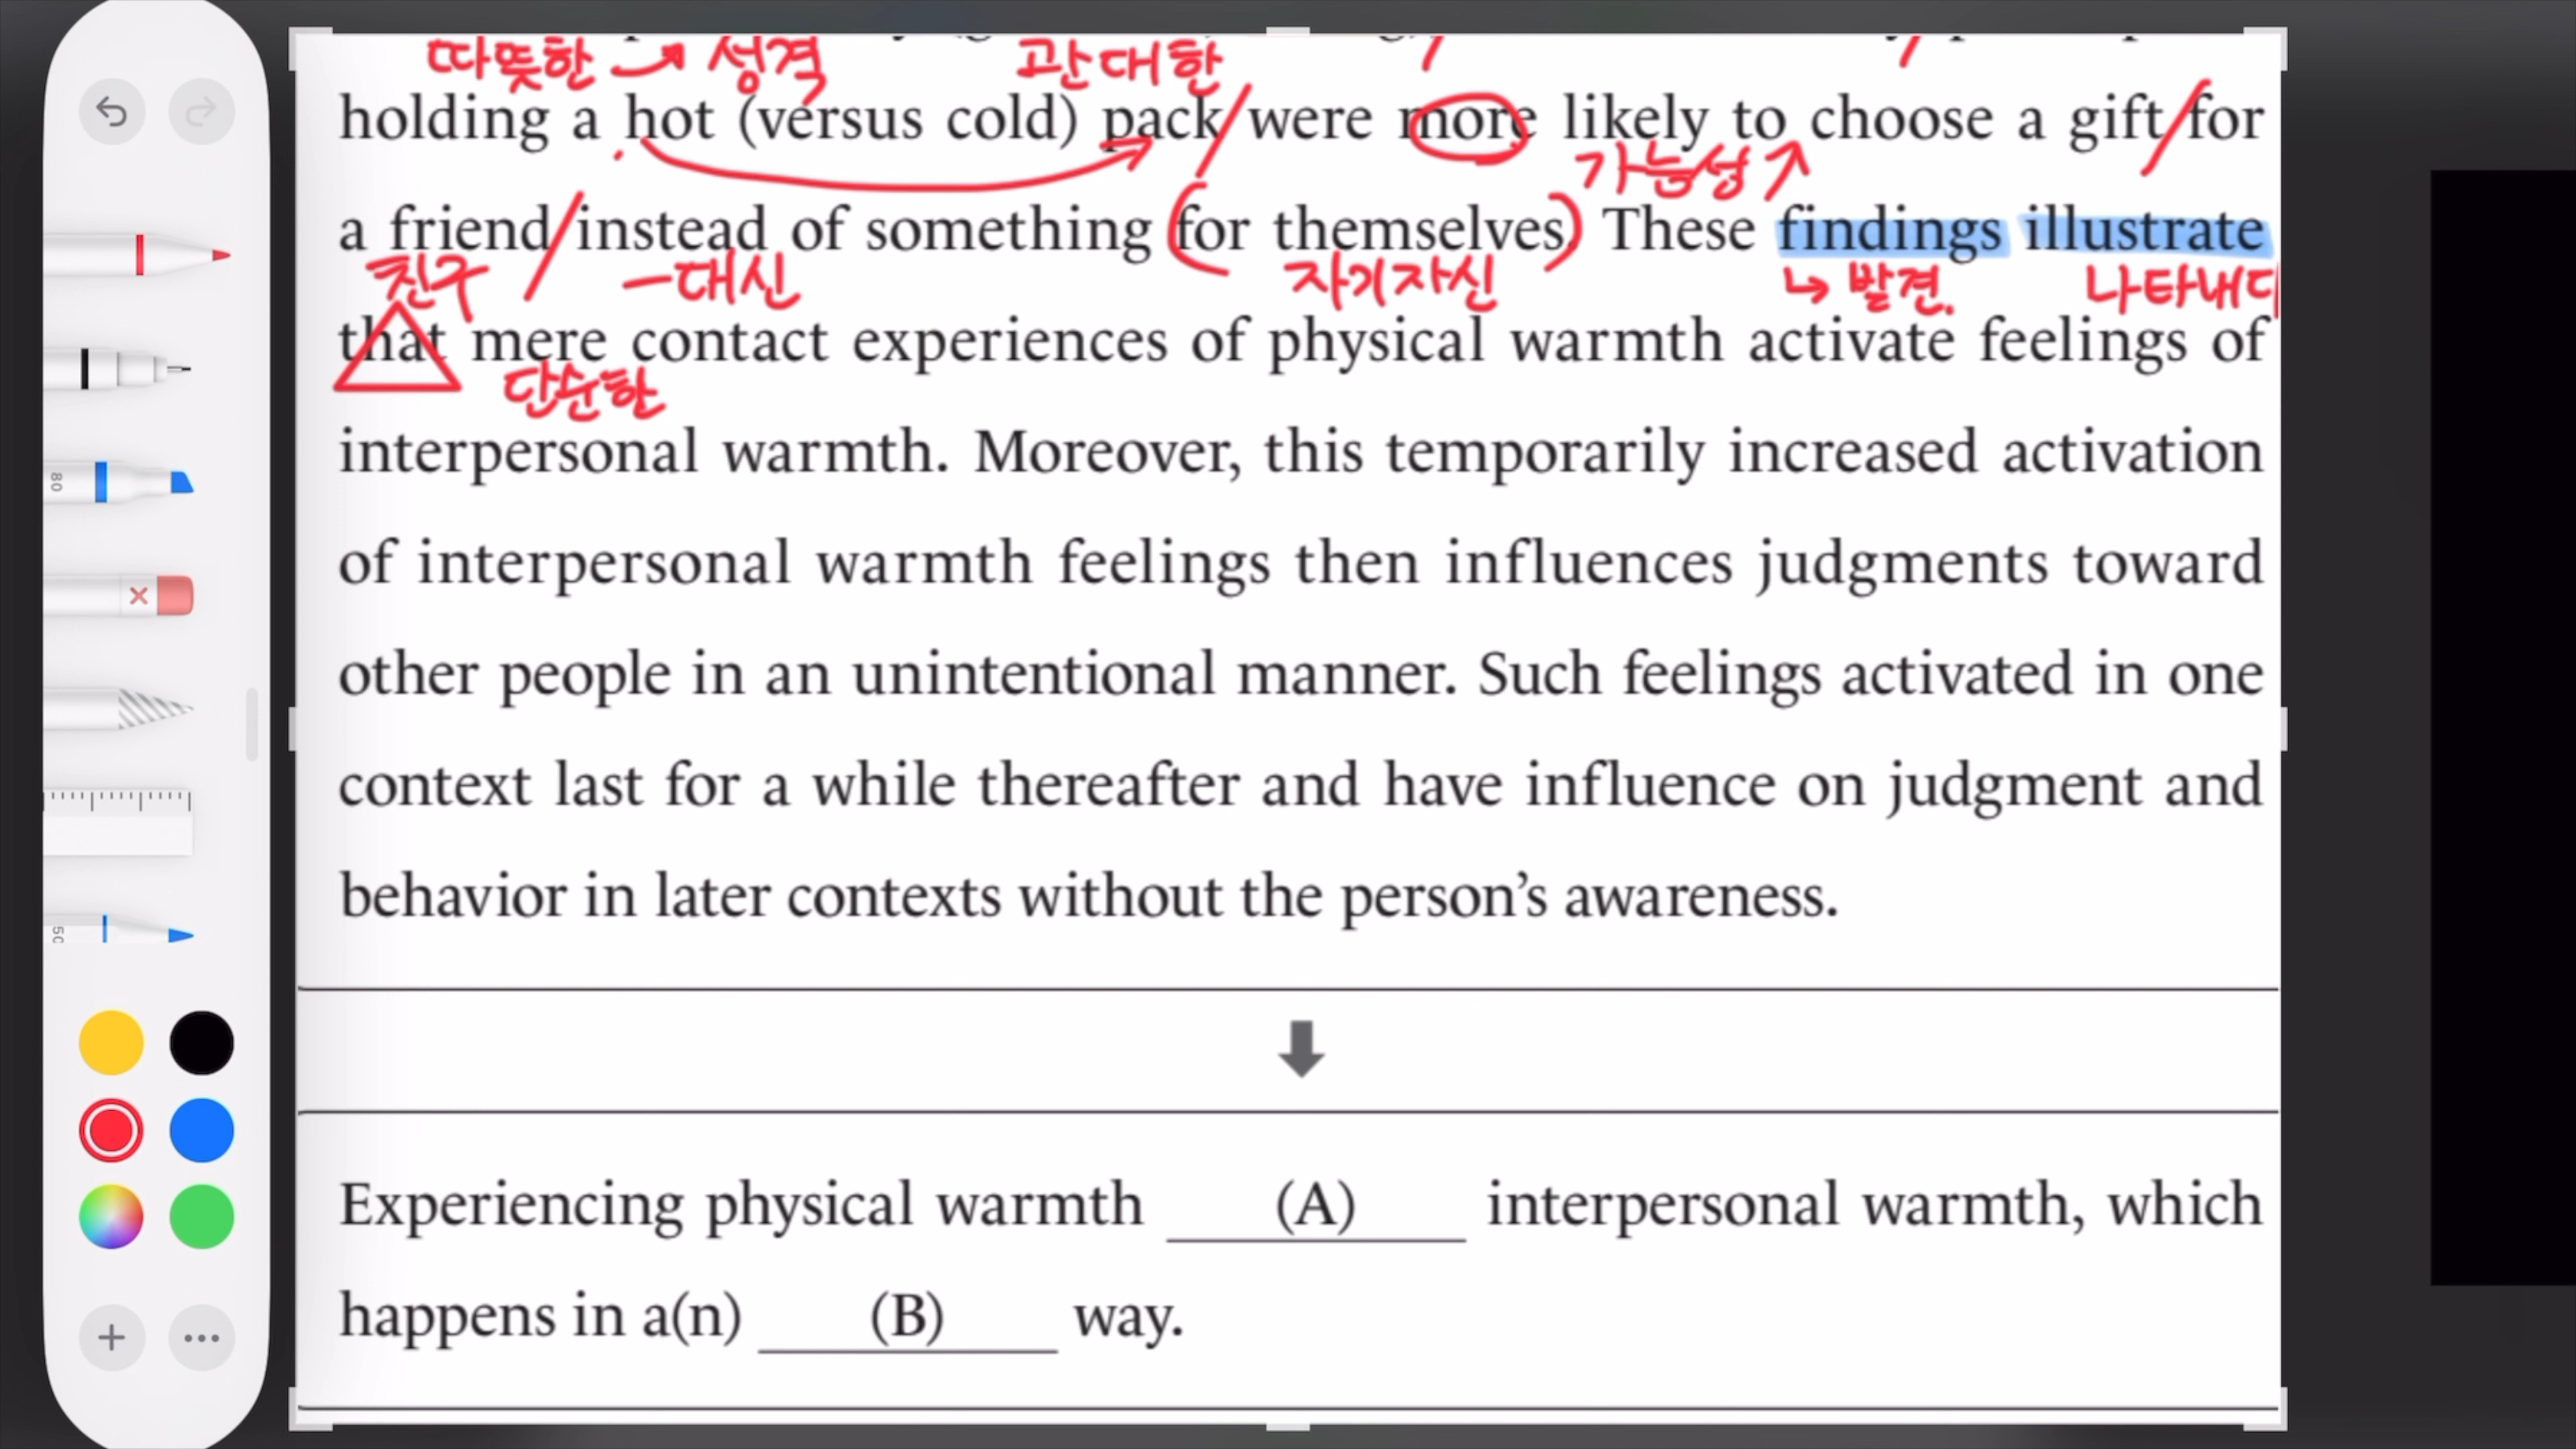 따뜻한 → 성격 관대한
holding a hot (versus cold) pack were more likely to choose a gift for
가능성 ↗
a friend instead of something for themselves. These findings illustrate
친구 -대신 자기자신 ↳ 발견. 나타내다
that mere contact experiences of physical warmth activate feelings of
단순한
interpersonal warmth. Moreover, this temporarily increased activation
of interpersonal warmth feelings then influences judgments toward
other people in an unintentional manner. Such feelings activated in one
context last for a while thereafter and have influence on judgment and
behavior in later contexts without the person's awareness.
Experiencing physical warmth (A) interpersonal warmth, which
happens in a(n) (B) way.
80
50